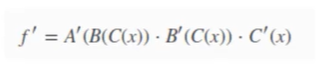 f′ = A′(B(C(x)) · B′(C(x)) · C′(x)